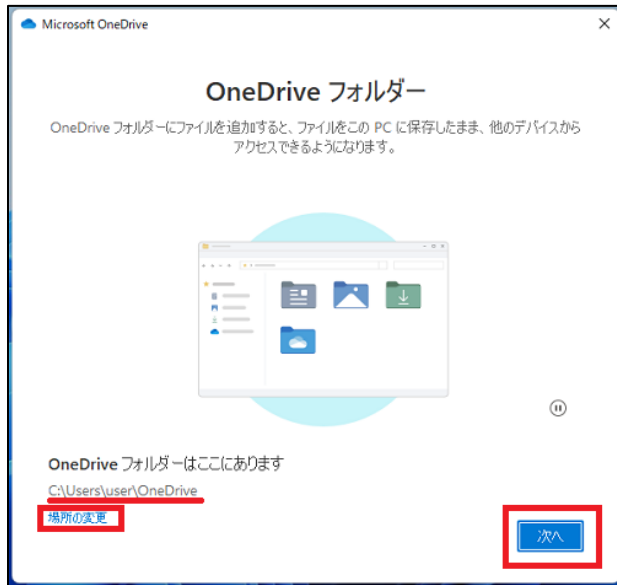 Microsoft OneDrive
OneDrive フォルダー
OneDrive フォルダーにファイルを追加すると、ファイルをこの PC に保存したまま、他のデバイスから
アクセスできるようになります。
OneDrive フォルダーはここにあります
C:\Users\user\OneDrive
場所の変更
次へ